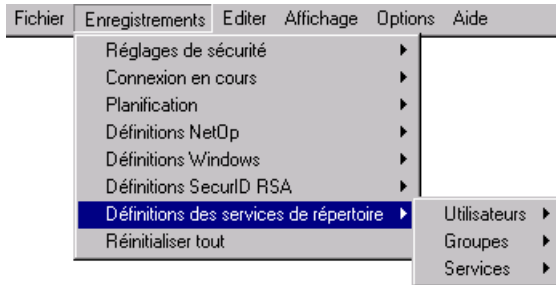 Fichier Enregistrements Editer Affichage Options Aide
Réglages de sécurité
Connexion en cours
Planification
Définitions NetOp
Définitions Windows
Définitions SecurID RSA
Définitions des services de répertoire
Réinitialiser tout
Utilisateurs
Groupes
Services